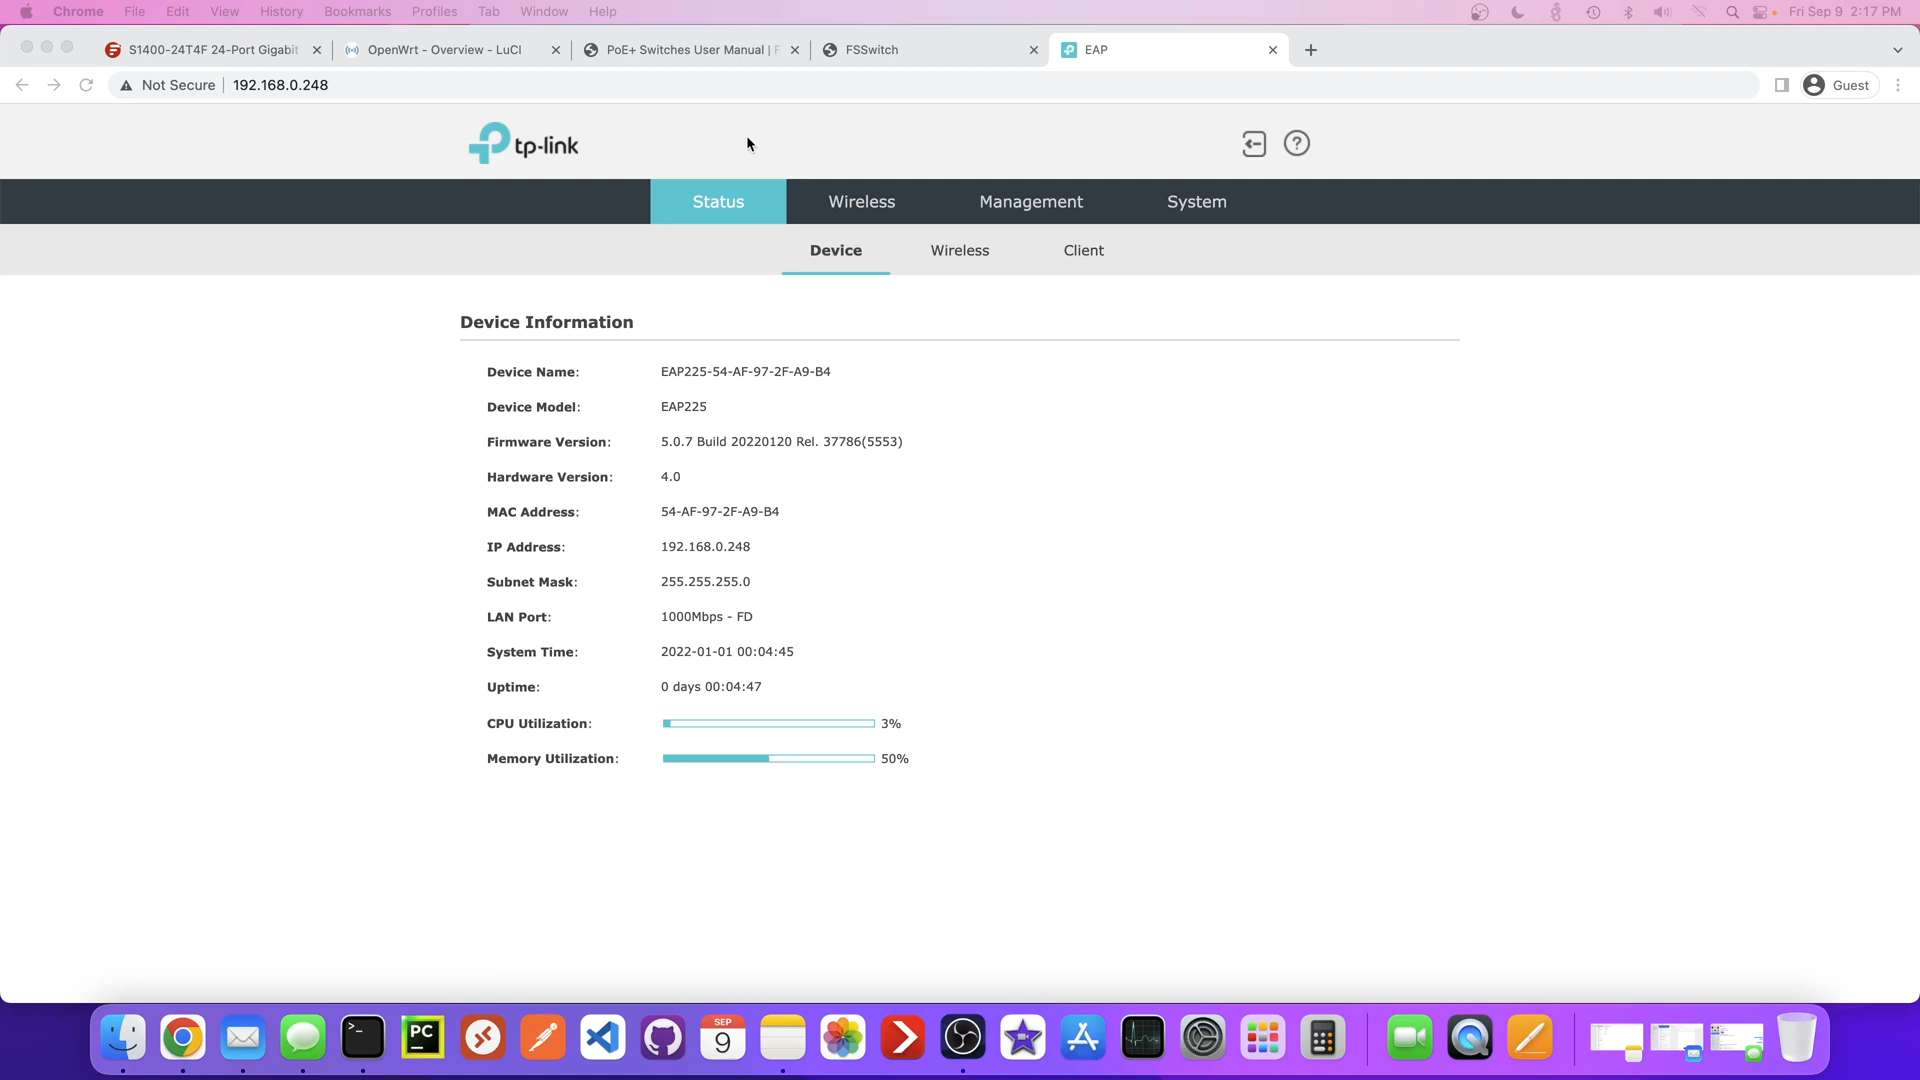 Chrome File Edit View History Bookmarks Profiles Tab Window Help Fri Sep 9 2:17 PM
S1400-24T4F 24-Port Gigabit OpenWrt - Overview - LuCI PoE+ Switches User Manual | F FSSwitch EAP
Not Secure 192.168.0.248 Guest
tp-link
Status Wireless Management System
Device Wireless Client
Device Information
Device Name: EAP225-54-AF-97-2F-A9-B4
Device Model: EAP225
Firmware Version: 5.0.7 Build 20220120 Rel. 37786(5553)
Hardware Version: 4.0
MAC Address: 54-AF-97-2F-A9-B4
IP Address: 192.168.0.248
Subnet Mask: 255.255.255.0
LAN Port: 1000Mbps - FD
System Time: 2022-01-01 00:04:45
Uptime: 0 days 00:04:47
CPU Utilization: 3%
Memory Utilization: 50%
PC
SEP
9